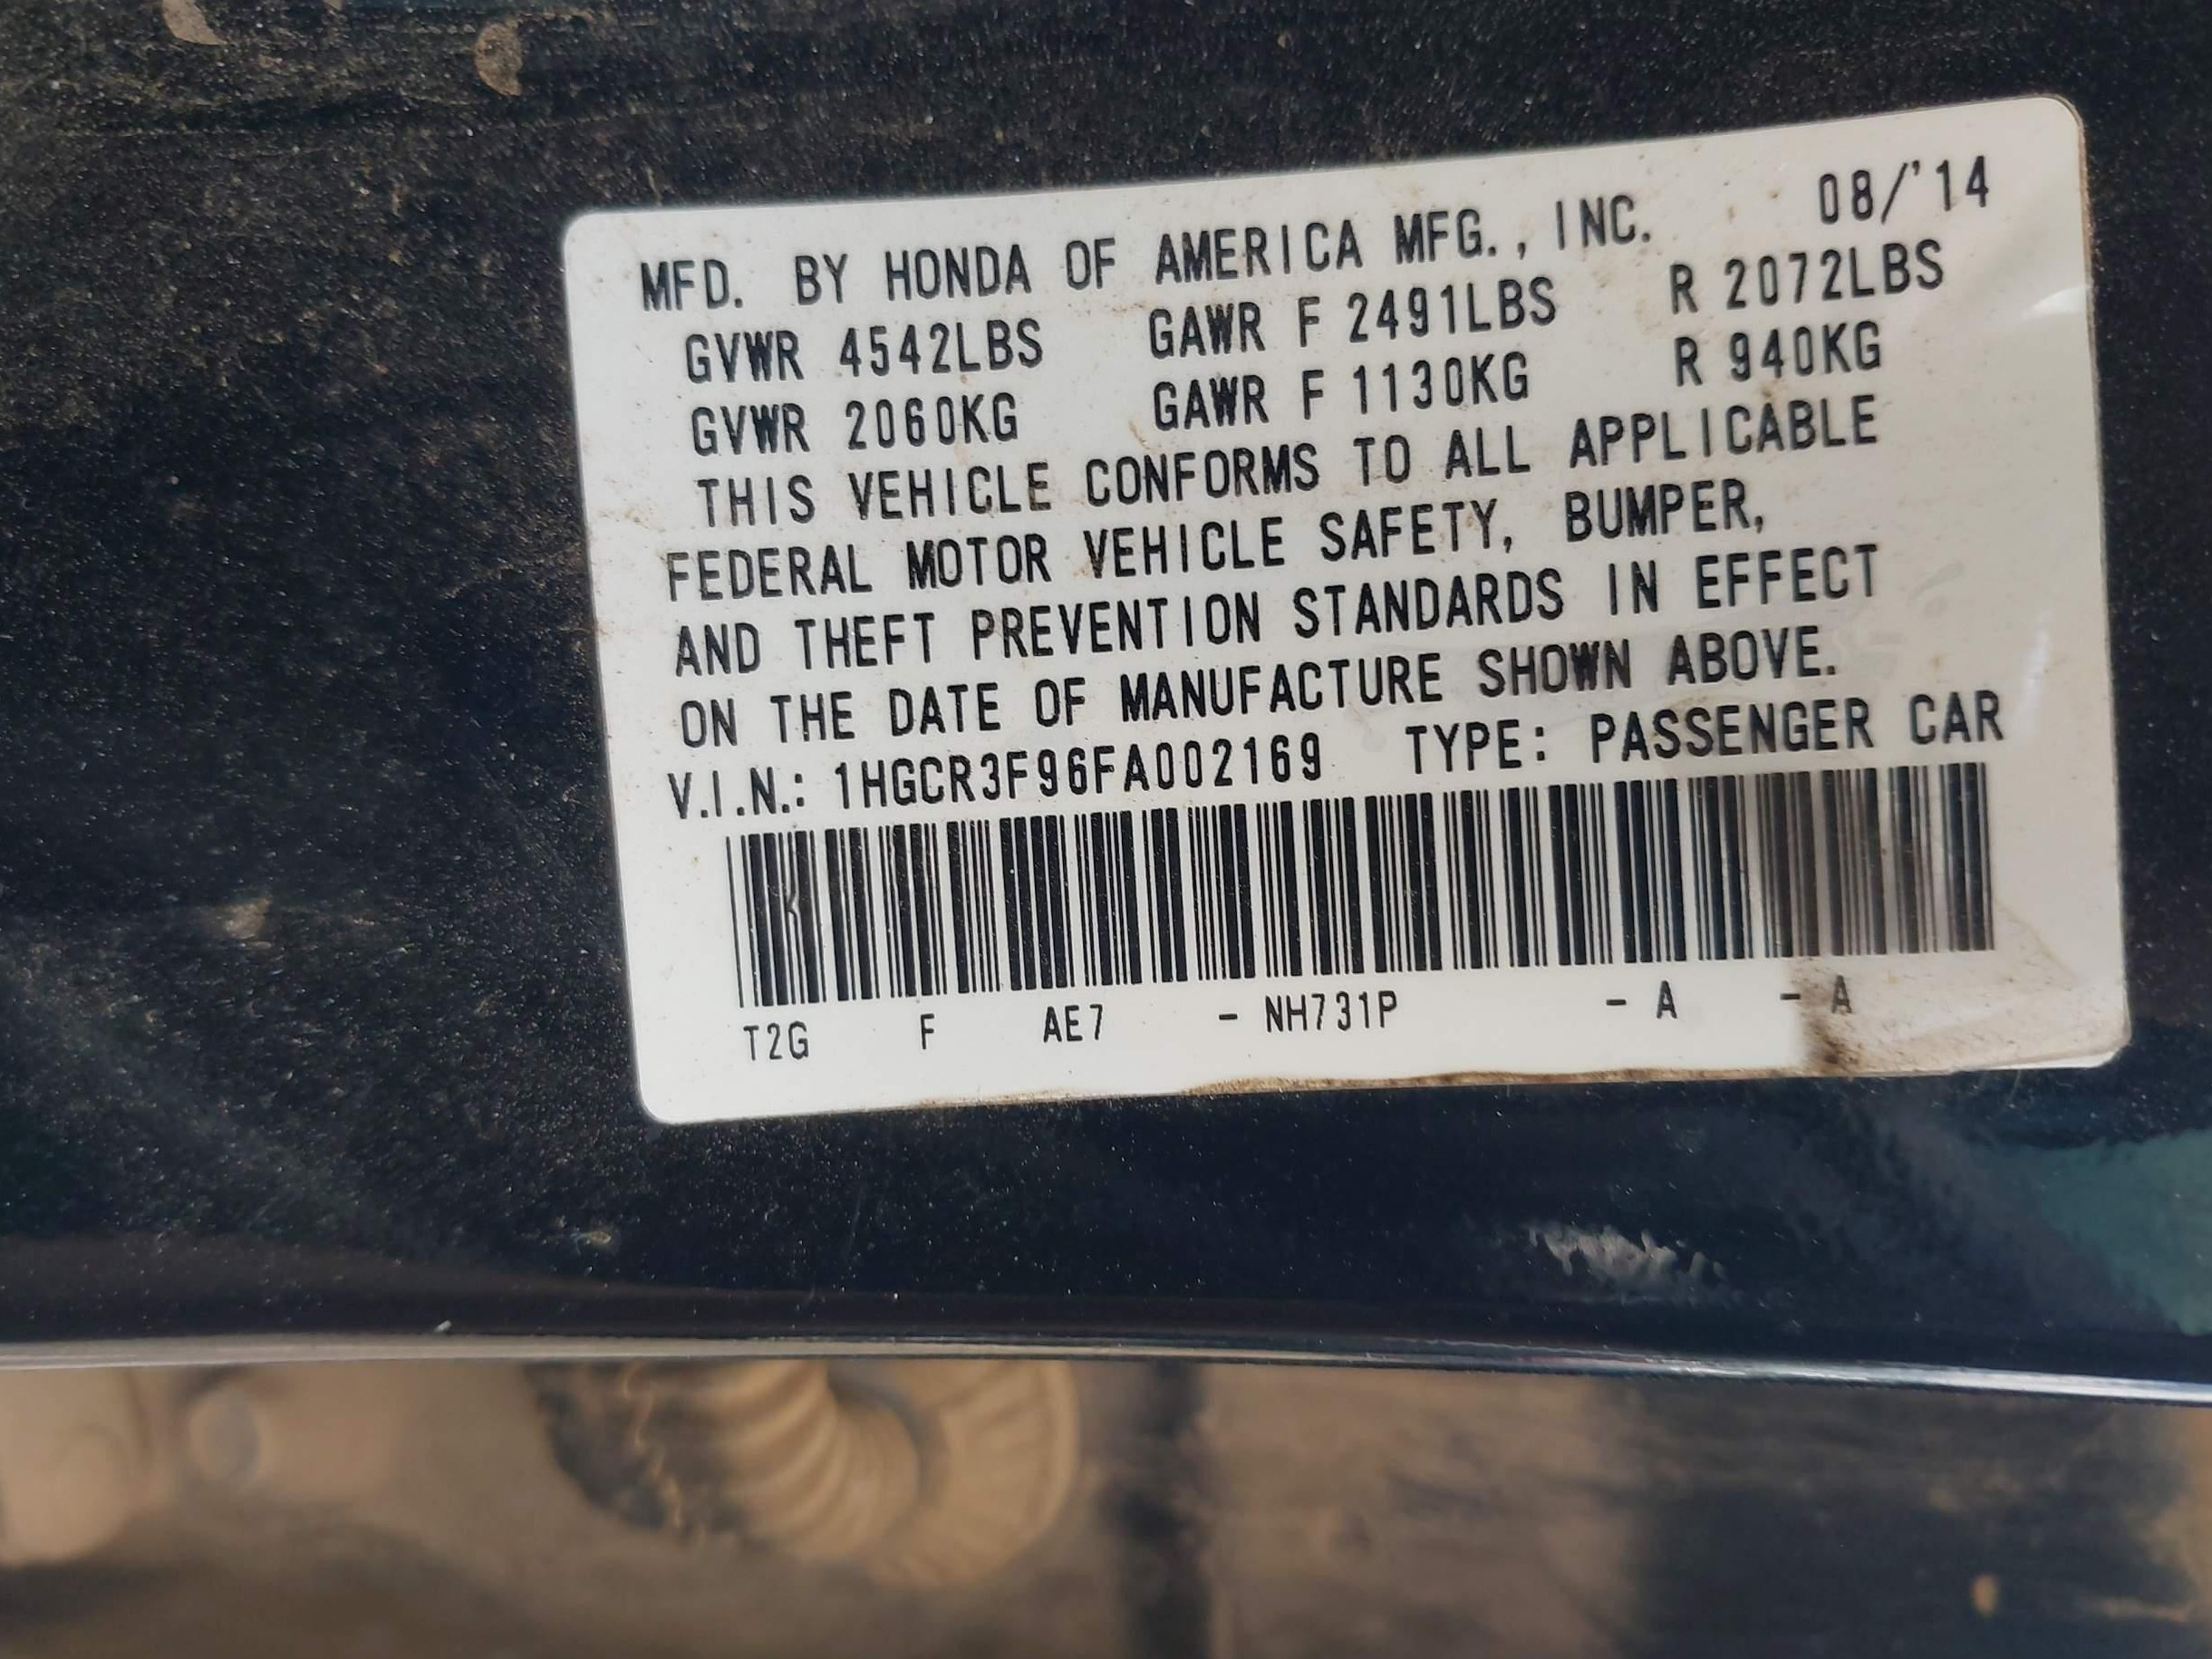 MFD. BY HONDA OF AMERICA MFG., INC. 08/'14
GVWR 4542LBS GAWR F 2491LBS R 2072LBS
GVWR 2060KG GAWR F 1130KG R 940KG
THIS VEHICLE CONFORMS TO ALL APPLICABLE
FEDERAL MOTOR VEHICLE SAFETY, BUMPER,
AND THEFT PREVENTION STANDARDS IN EFFECT
ON THE DATE OF MANUFACTURE SHOWN ABOVE.
V.I.N.: 1HGCR3F96FA002169 TYPE: PASSENGER CAR
T2G F AE7 - NH731P - A - A